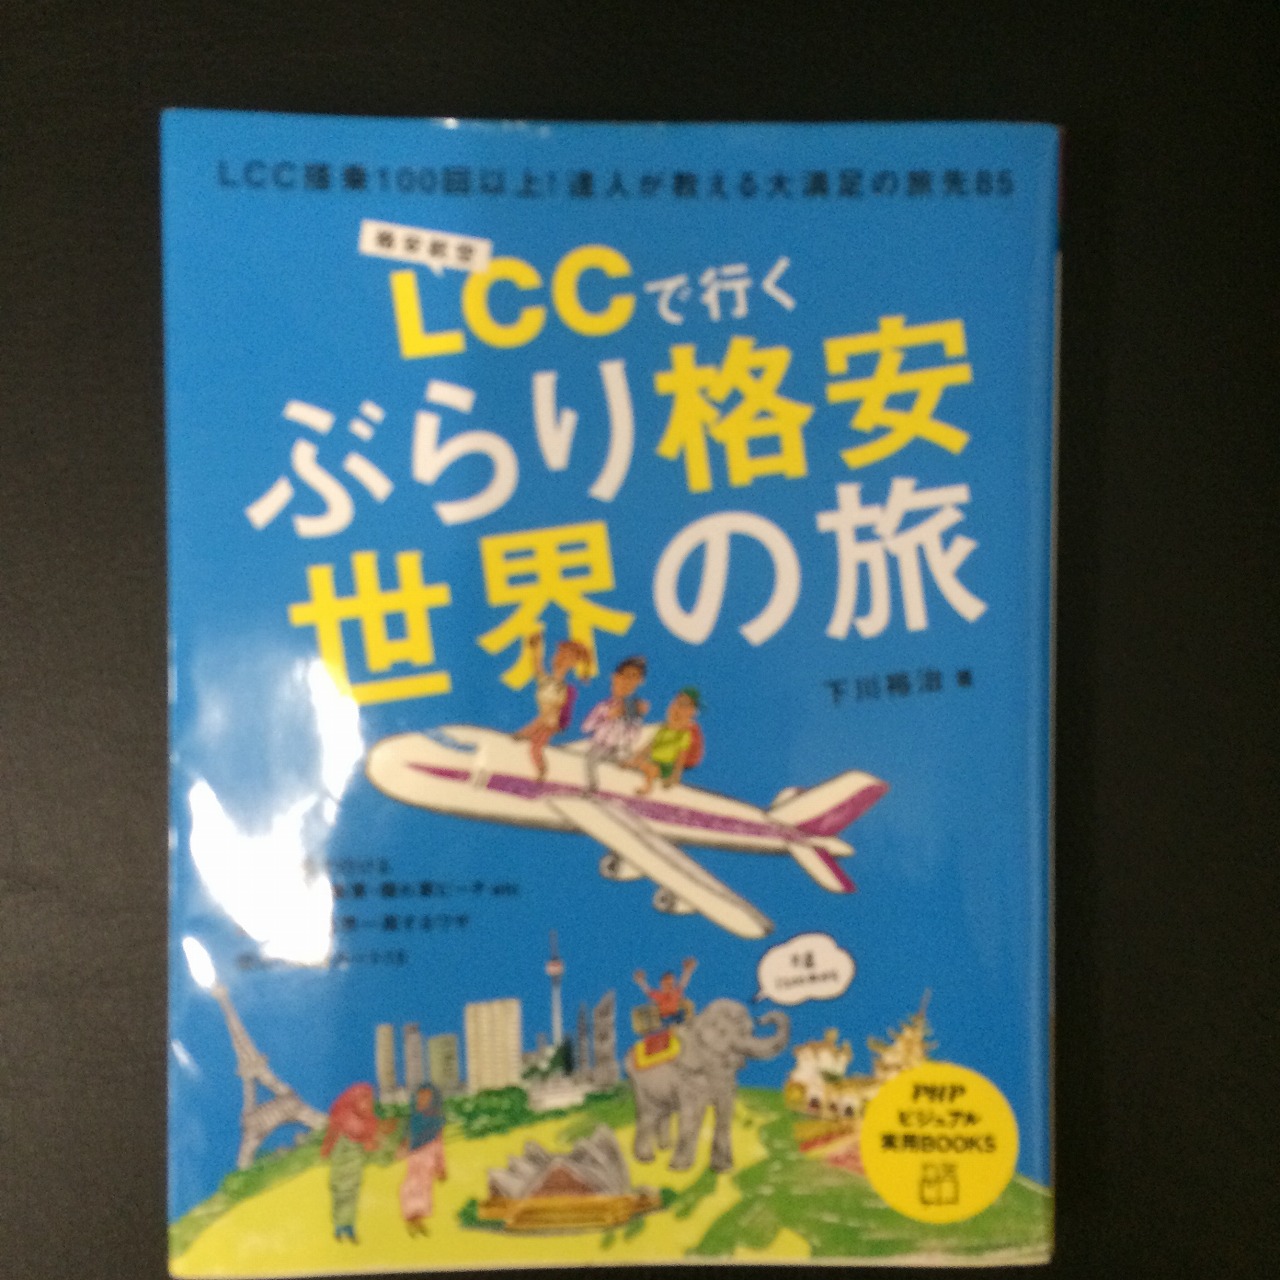 LCC搭乗100回以上!達人が教える大満足の旅先85
格安航空
LCCで行く
ぶらり格安
世界の旅
下川裕治 著
PHP
ビジュアル
実用BOOKS